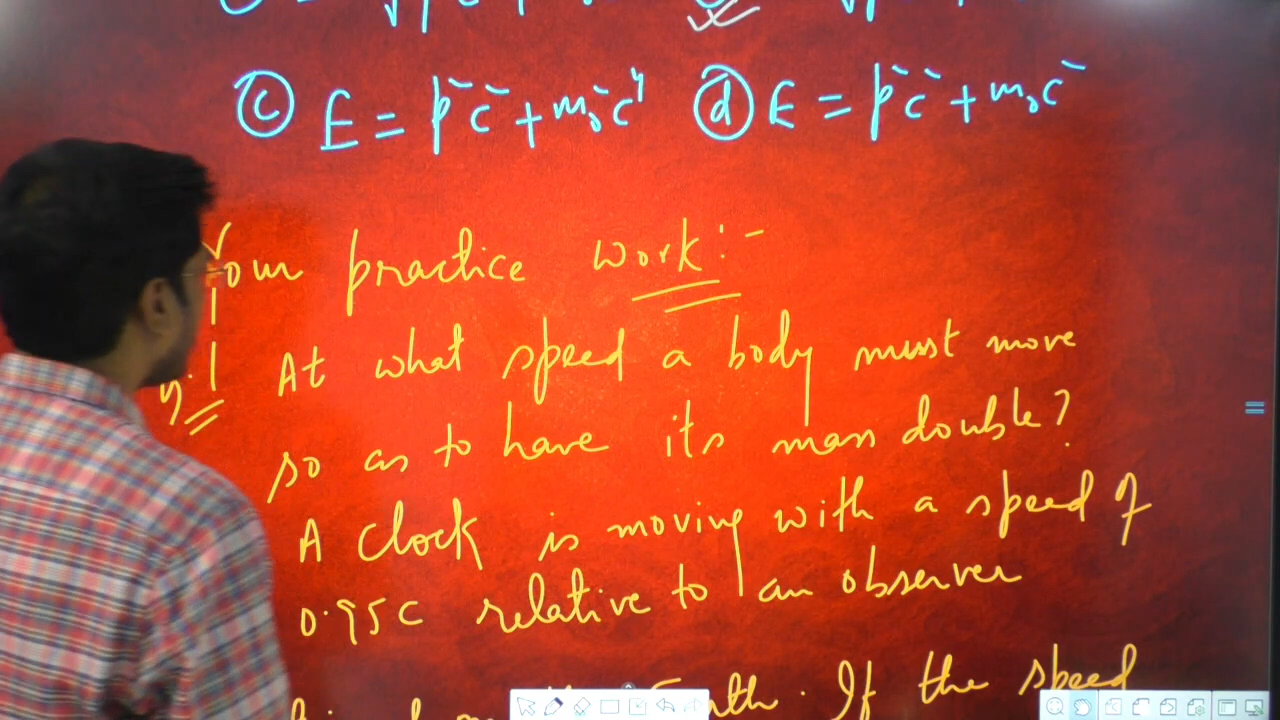 ⓒ E = p²c² + m₀²c⁴ ⓓ E = p²c² + m₀c²
Your practice work:-
1 At what speed a body must move
so as to have its mass double?
A clock is moving with a speed of
0.95C relative to an observer
If the speed